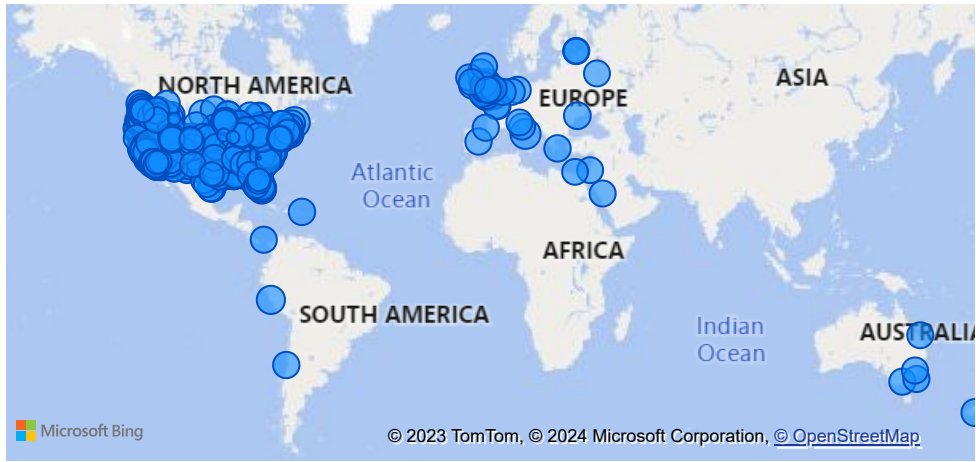 NORTH AMERICA
ASIA
EUROPE
Atlantic
Ocean
AFRICA
SOUTH AMERICA
Indian
Ocean
AUSTRALIA
Microsoft Bing
© 2023 TomTom, © 2024 Microsoft Corporation, © OpenStreetMap